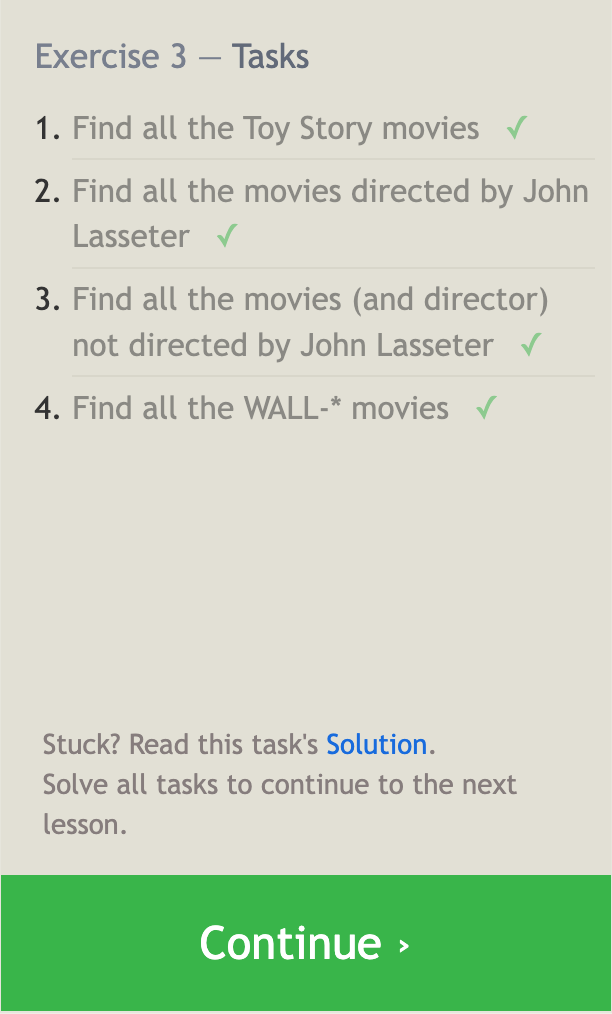 Exercise 3 — Tasks
1. Find all the Toy Story movies ✓
2. Find all the movies directed by John
Lasseter ✓
3. Find all the movies (and director)
not directed by John Lasseter ✓
4. Find all the WALL-* movies ✓
Stuck? Read this task's Solution.
Solve all tasks to continue to the next
lesson.
Continue ›